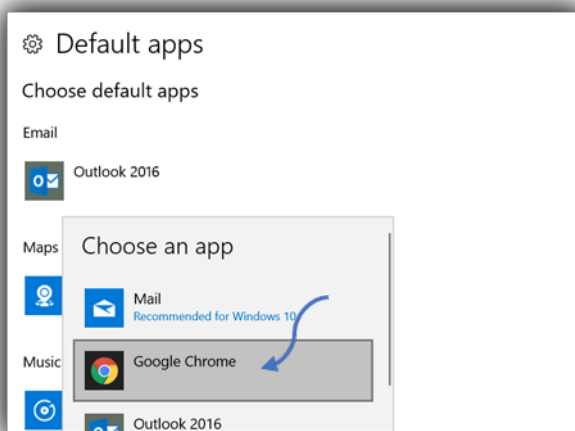 Default apps
Choose default apps
Email
Outlook 2016
Maps
Choose an app
Mail
Recommended for Windows 10
Music
Google Chrome
Outlook 2016